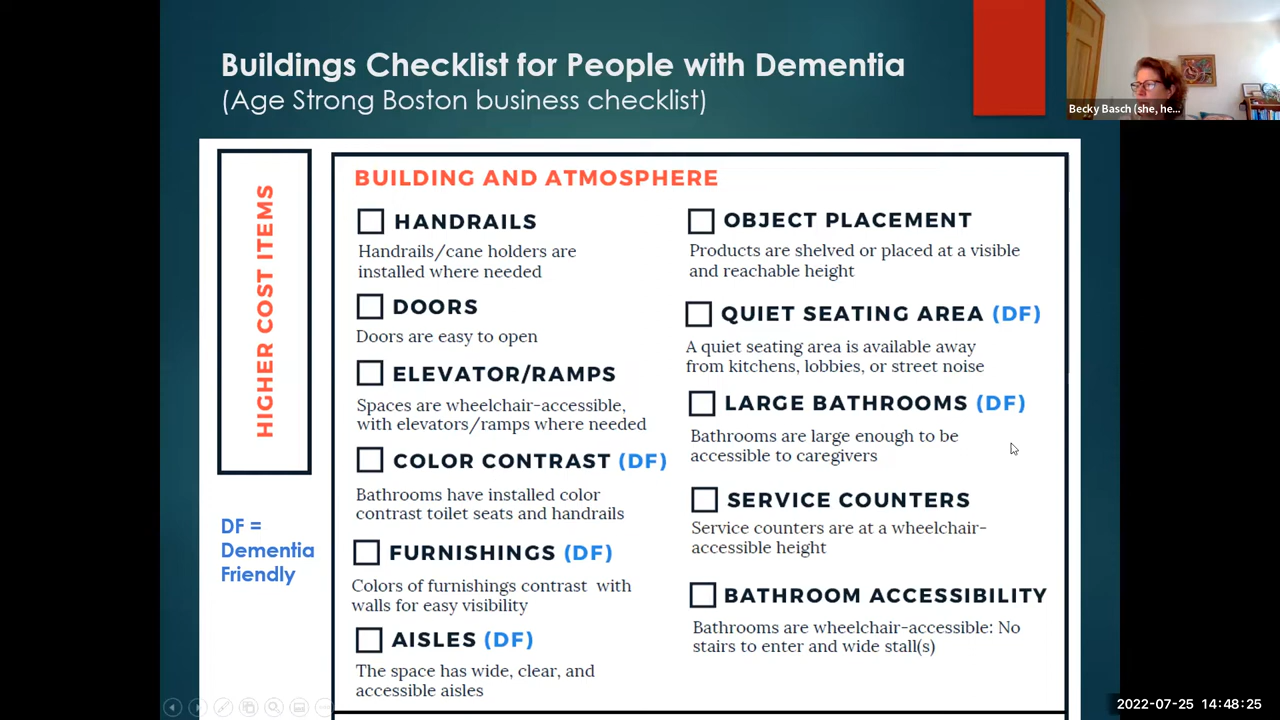 Buildings Checklist for People with Dementia
(Age Strong Boston business checklist)
Becky Basch (she, he...
HIGHER COST ITEMS
DF =
Dementia
Friendly
BUILDING AND ATMOSPHERE
HANDRAILS
Handrails/cane holders are
installed where needed
DOORS
Doors are easy to open
ELEVATOR/RAMPS
Spaces are wheelchair-accessible,
with elevators/ramps where needed
COLOR CONTRAST (DF)
Bathrooms have installed color
contrast toilet seats and handrails
FURNISHINGS (DF)
Colors of furnishings contrast with
walls for easy visibility
AISLES (DF)
The space has wide, clear, and
accessible aisles
OBJECT PLACEMENT
Products are shelved or placed at a visible
and reachable height
QUIET SEATING AREA (DF)
A quiet seating area is available away
from kitchens, lobbies, or street noise
LARGE BATHROOMS (DF)
Bathrooms are large enough to be
accessible to caregivers
SERVICE COUNTERS
Service counters are at a wheelchair-
accessible height
BATHROOM ACCESSIBILITY
Bathrooms are wheelchair-accessible: No
stairs to enter and wide stall(s)
2022-07-25 14:48:25